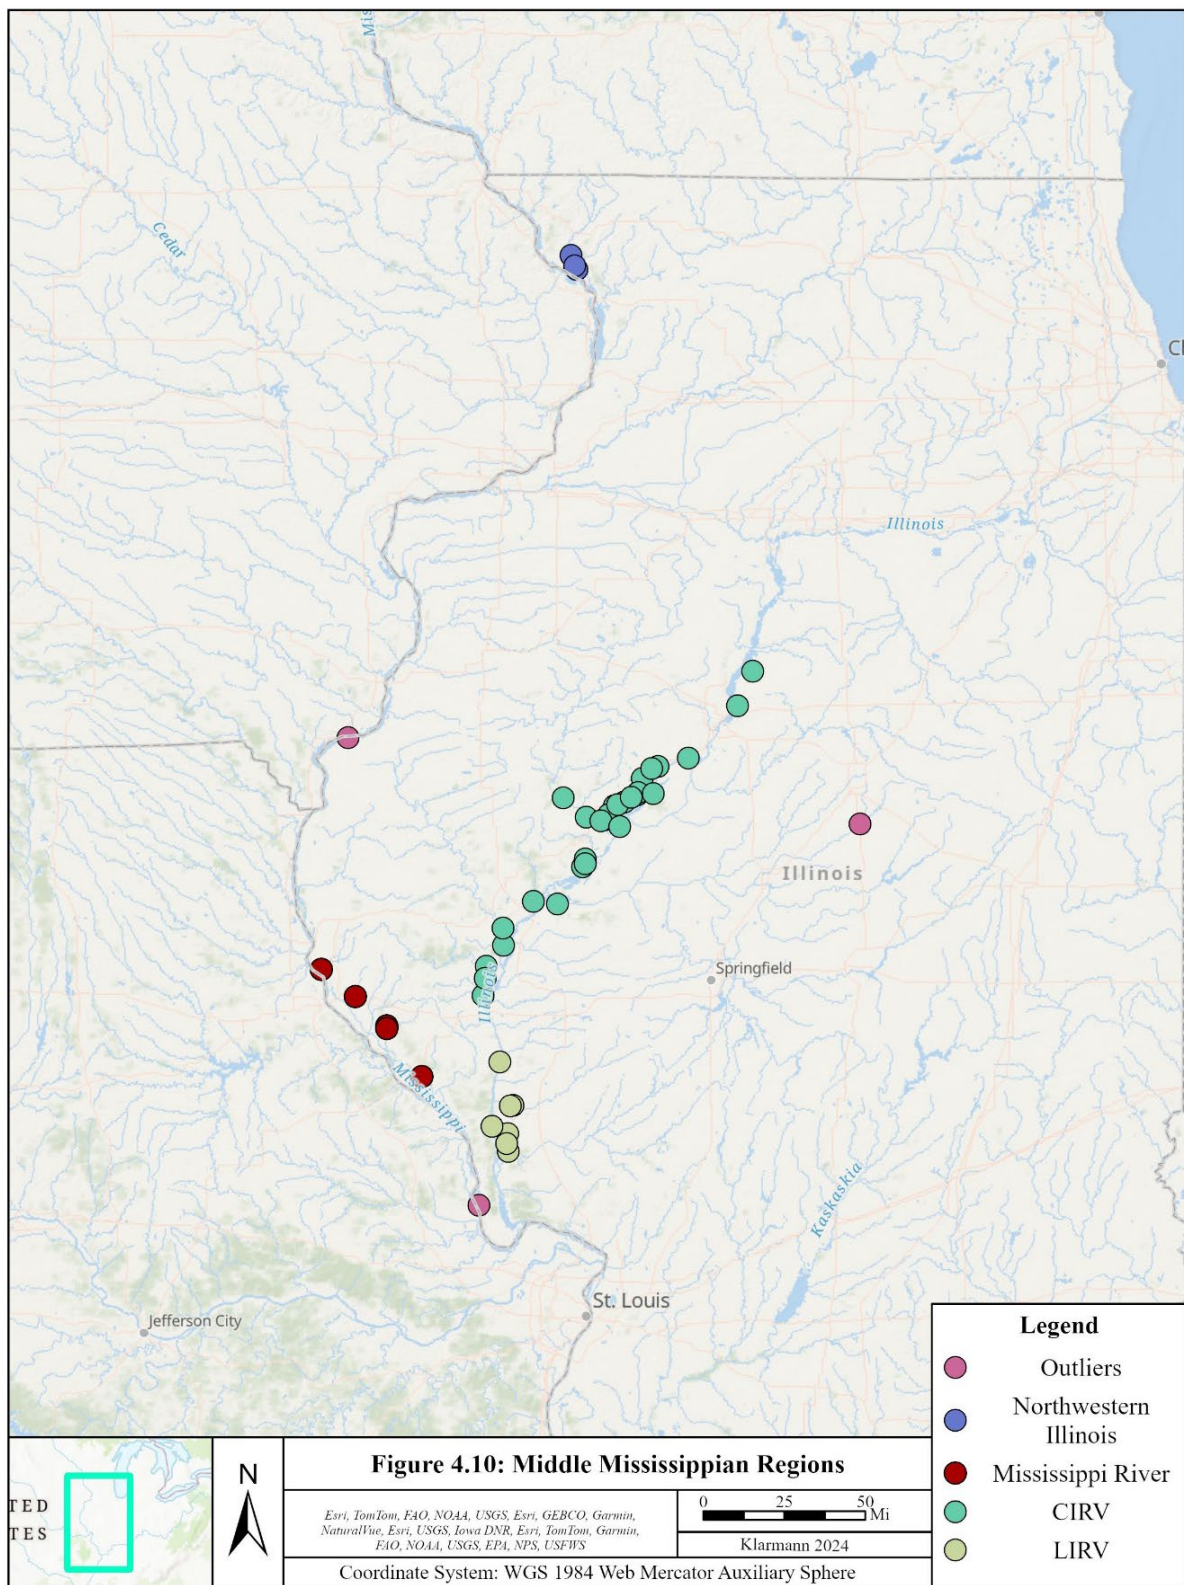 Mis
Cedar
Ch
Illinois
Illinois
Springfield
Illinois
Mississippi
Kaskaskia
St. Louis
Jefferson City
Legend
Outliers
Northwestern
Illinois
Mississippi River
CIRV
LIRV
TED
TES
N
Figure 4.10: Middle Mississippian Regions
Esri, TomTom, FAO, NOAA, USGS, Esri, GEBCO, Garmin,
NaturalVue, Esri, USGS, Iowa DNR, Esri, TomTom, Garmin,
FAO, NOAA, USGS, EPA, NPS, USFWS
0 25 50
Mi
Klarmann 2024
Coordinate System: WGS 1984 Web Mercator Auxiliary Sphere